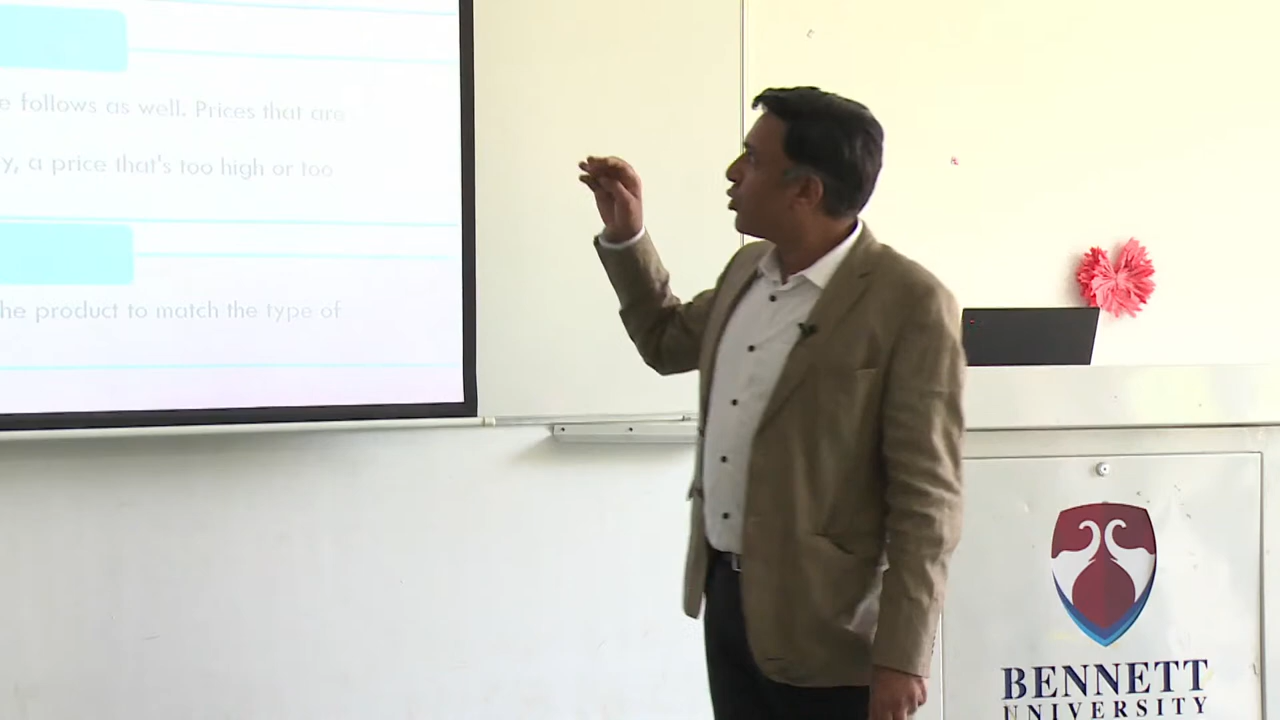 e follows as well. Prices that are
y, a price that's too high or too
he product to match the type of
BENNETT
UNIVERSITY